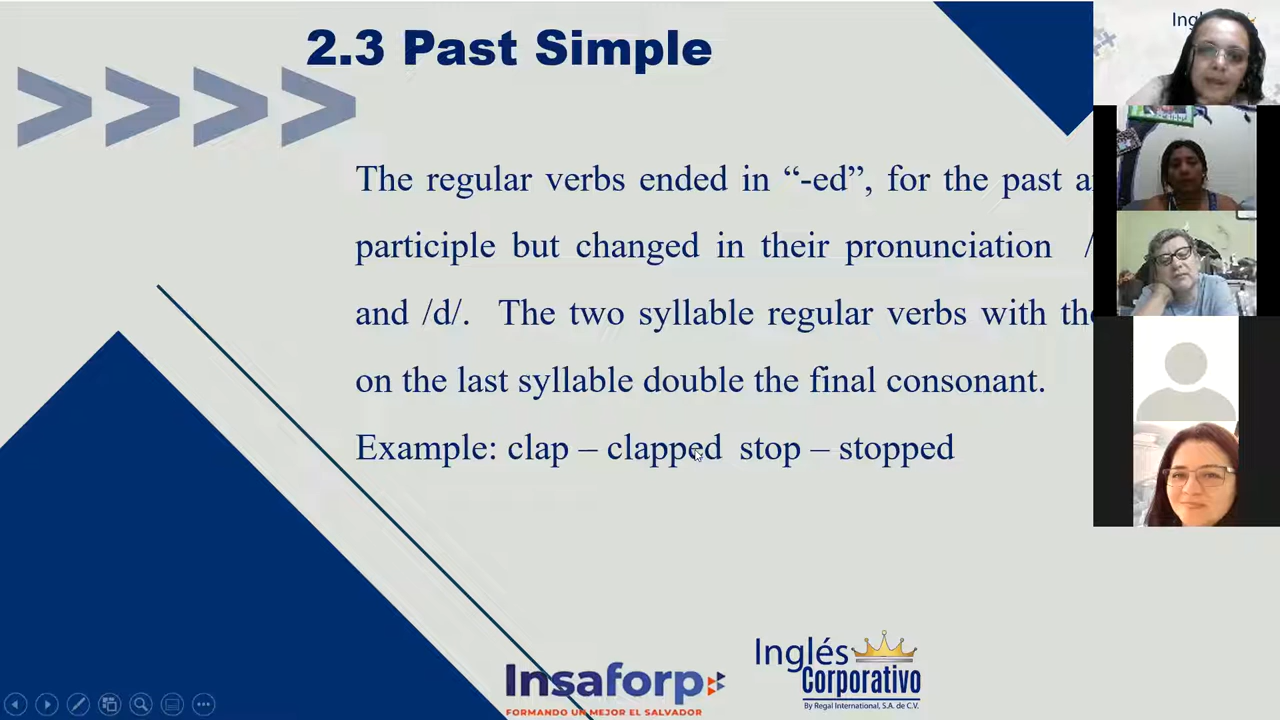 2.3 Past Simple
The regular verbs ended in “-ed”, for the past
participle but changed in their pronunciation /
and /d/. The two syllable regular verbs with
on the last syllable double the final consonant.
Example: clap – clapped stop – stopped
Insaforp
FORMANDO UN MEJOR EL SALVADOR
Inglés
Corporativo
By Regal International, S.A. de C.V.